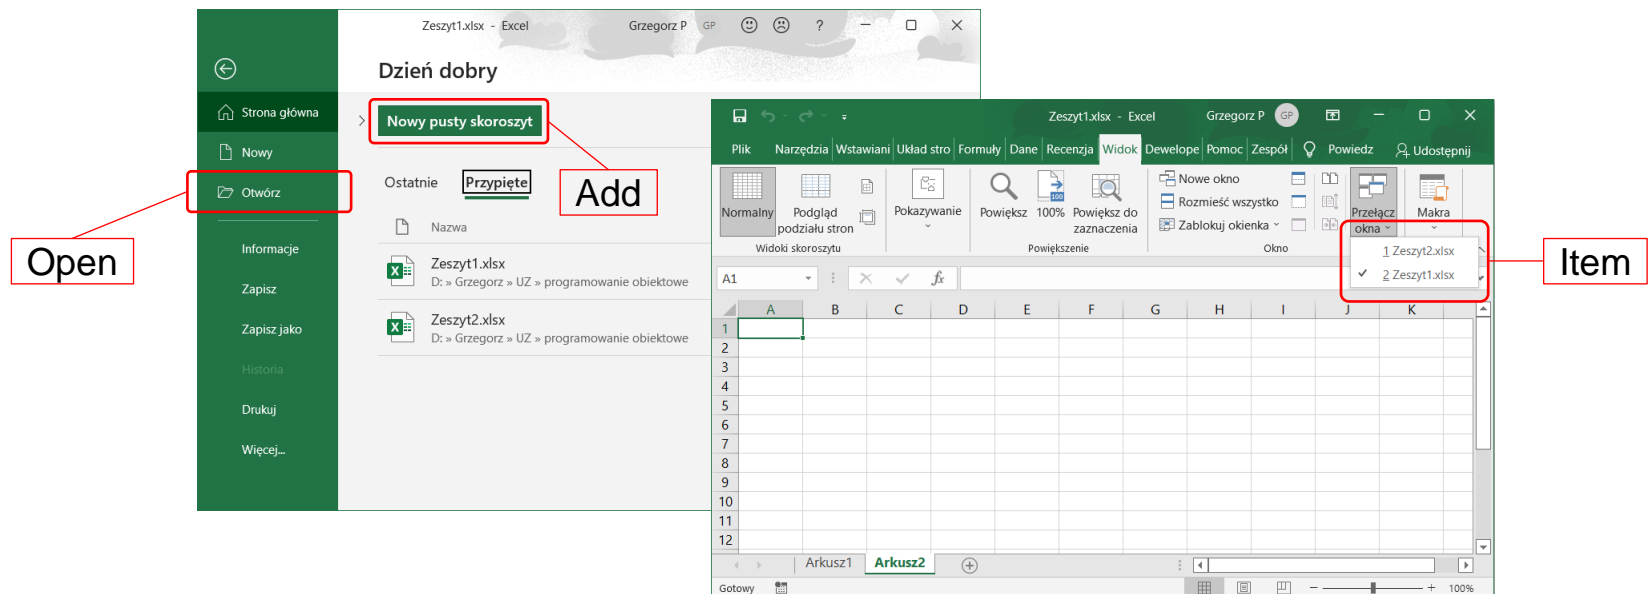 Zeszyt1.xlsx - Excel
Grzegorz P GP ?
Dzień dobry
Strona główna
Nowy
Otwórz
Informacje
Zapisz
Zapisz jako
Historia
Drukuj
Więcej...
Nowy pusty skoroszyt
Ostatnie Przypięte
Nazwa
Zeszyt1.xlsx
D: » Grzegorz » UZ » programowanie obiektowe
Zeszyt2.xlsx
D: » Grzegorz » UZ » programowanie obiektowe
Open
Add
Item
Zeszyt1.xlsx - Excel Grzegorz P GP
Plik Narzędzia Wstawiani Układ stro Formuły Dane Recenzja Widok Dewelope Pomoc Zespół Powiedz Udostępnij
Normalny
Podgląd
podziału stron
Widoki skoroszytu
Pokazywanie
Powiększ
100%
Powiększ do
zaznaczenia
Powiększenie
Nowe okno
Rozmieść wszystko
Zablokuj okienka
Okno
Przełącz
okna
Makra
1 Zeszyt2.xlsx
2 Zeszyt1.xlsx
A1 fx
A B C D E F G H I J K
1
2
3
4
5
6
7
8
9
10
11
12
Arkusz1 Arkusz2
Gotowy 100%